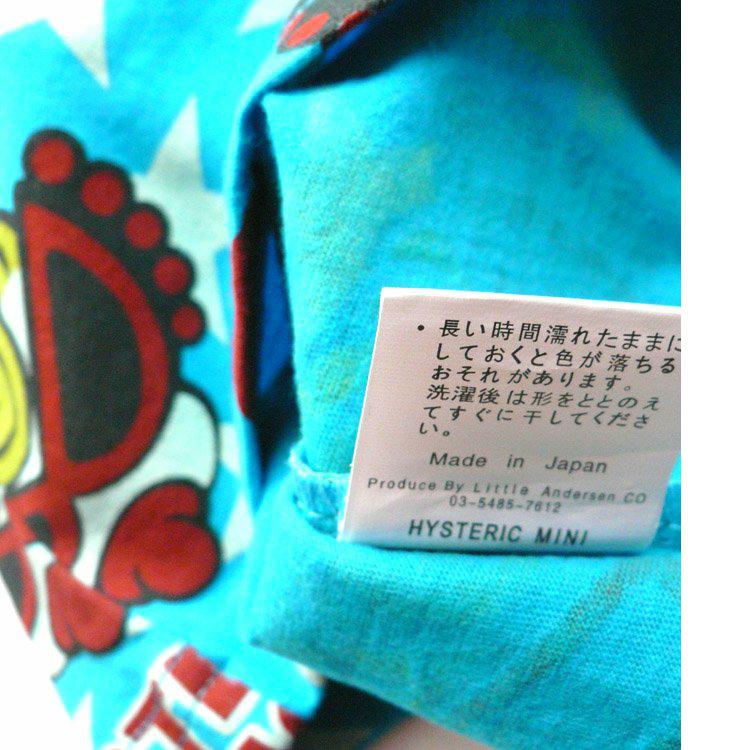 ・長い時間濡れたままに
しておくと色が落ちる
おそれがあります。
洗濯後は形をととのえ
てすぐに干してくださ
い。
Made in Japan
Produce By Little Andersen CO
03-5485-7612
HYSTERIC MINI